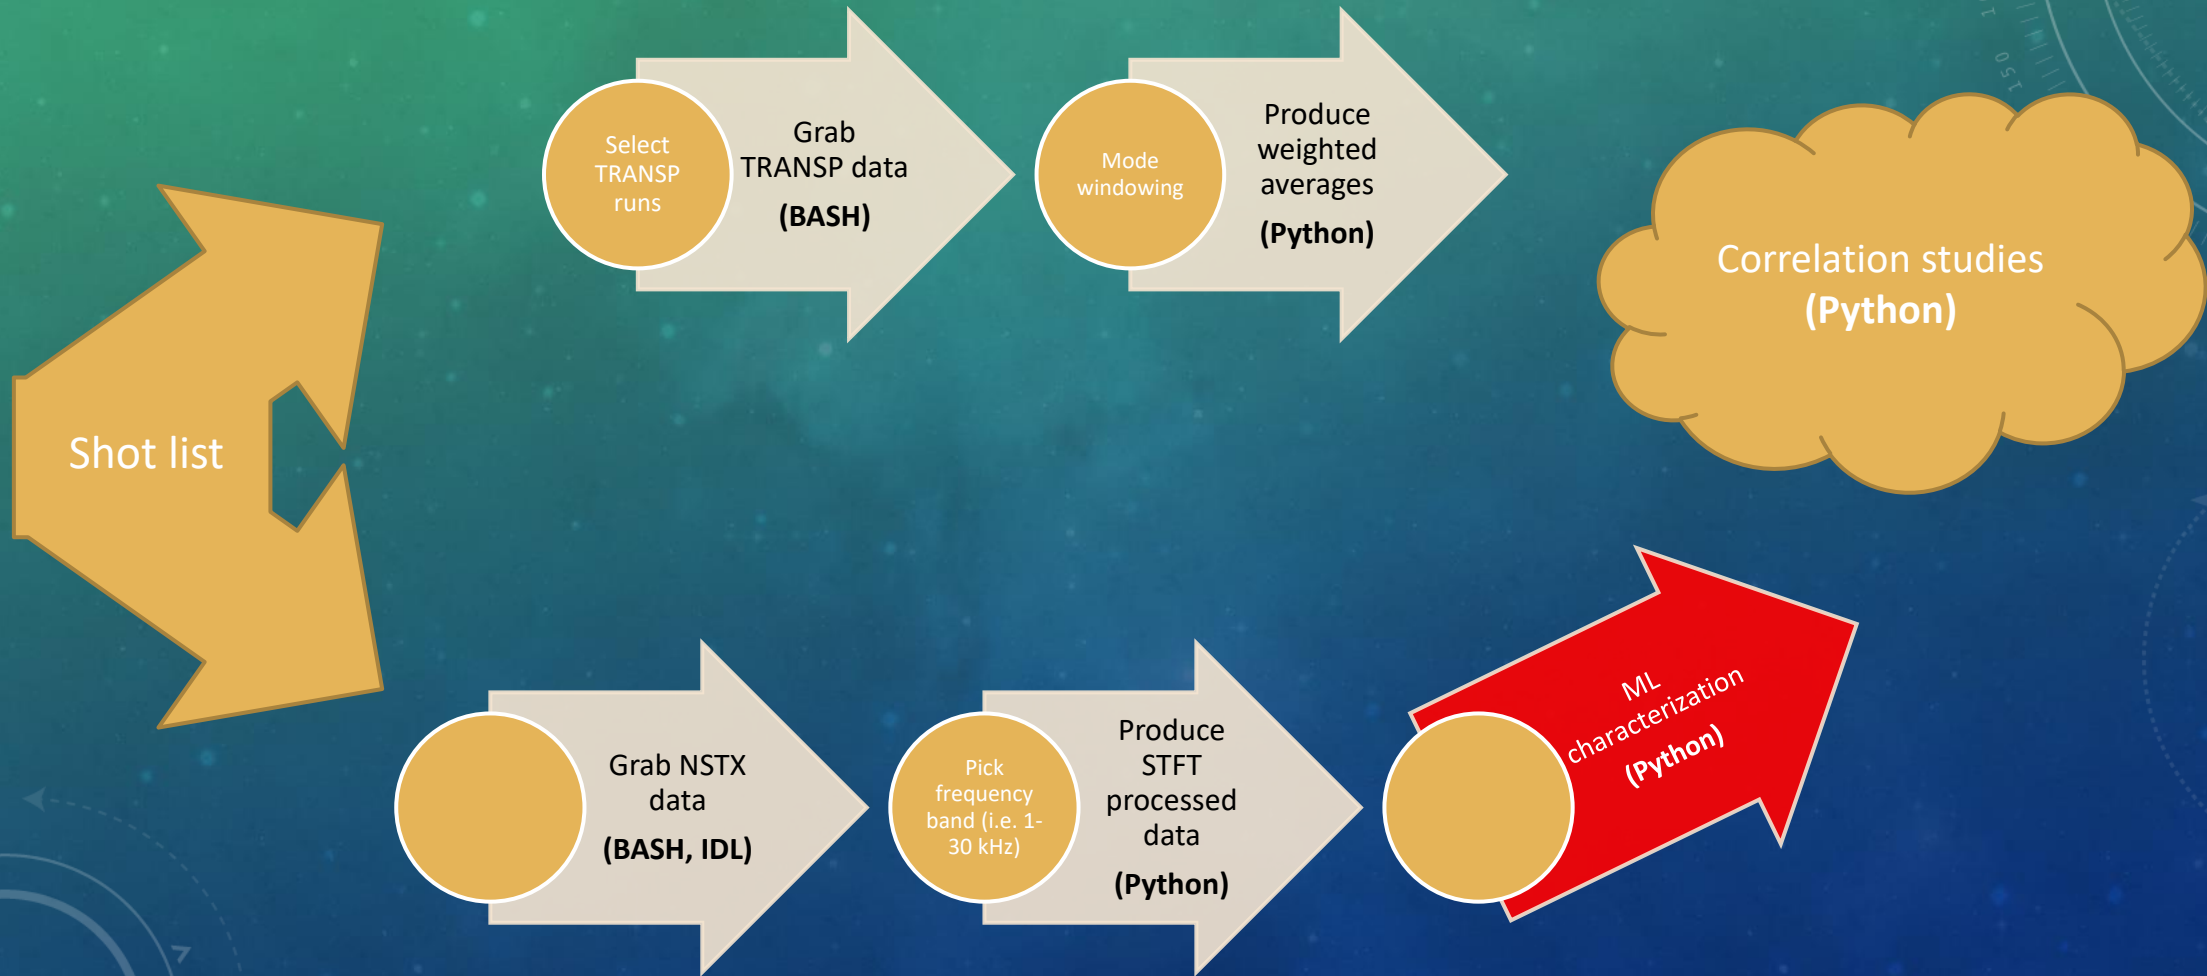 Shot list
Select
TRANSP
runs
Grab
TRANSP data
(BASH)
Mode
windowing
Produce
weighted
averages
(Python)
Correlation studies
(Python)
Grab NSTX
data
(BASH, IDL)
Pick
frequency
band (i.e. 1-
30 kHz)
Produce
STFT
processed
data
(Python)
ML
characterization
(Python)
150